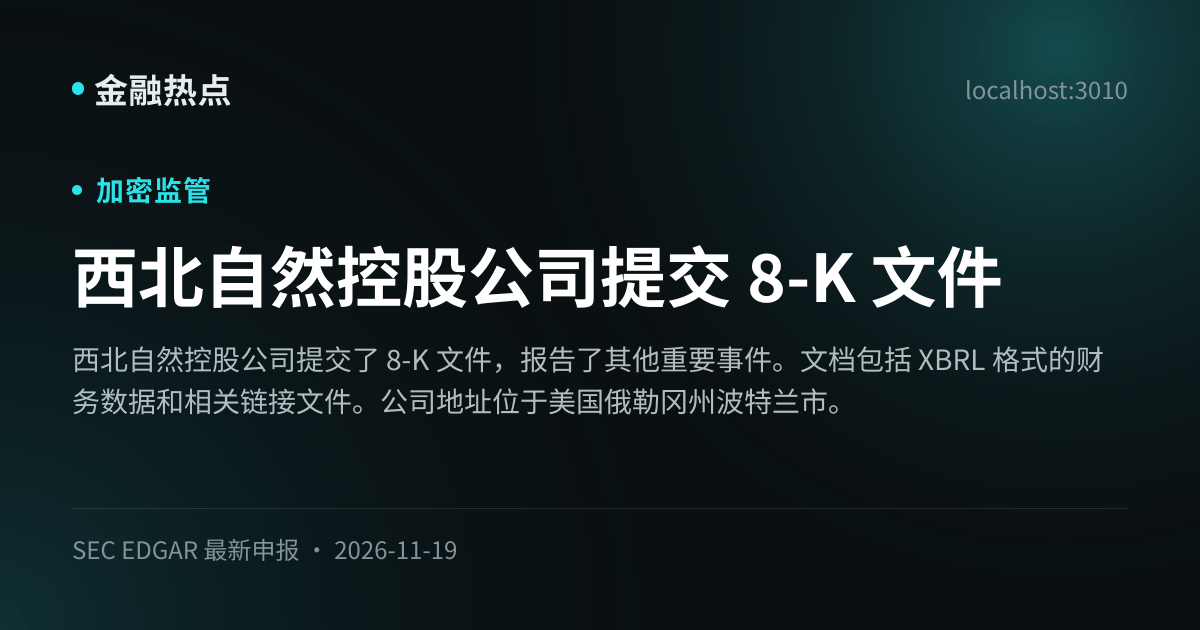 金融热点
localhost:3010
加密监管
西北自然控股公司提交 8-K 文件
西北自然控股公司提交了 8-K 文件，报告了其他重要事件。文档包括 XBRL 格式的财
务数据和相关链接文件。公司地址位于美国俄勒冈州波特兰市。
SEC EDGAR 最新申报 · 2026-11-19